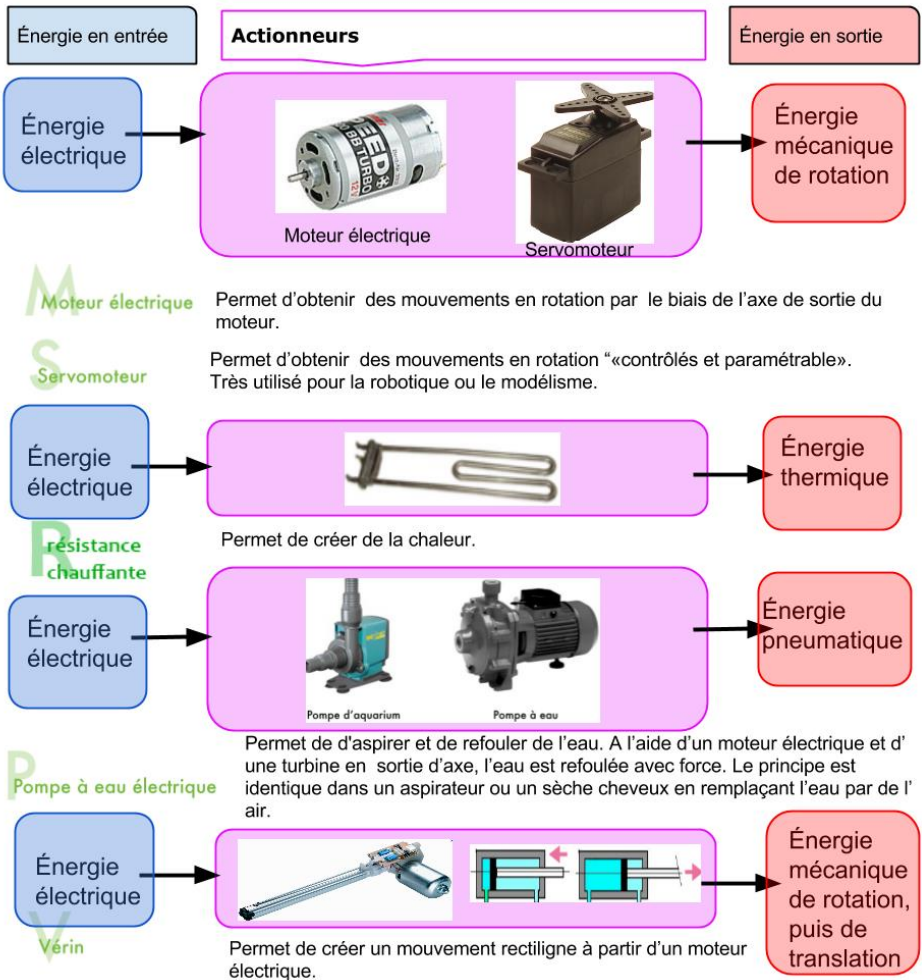 Énergie en entrée
Actionneurs
Énergie en sortie
Énergie
électrique
SPEED
BB TURBO
12V
Moteur électrique
Servomoteur
Énergie
mécanique
de rotation
Moteur électrique
Permet d’obtenir des mouvements en rotation par le biais de l’axe de sortie du
moteur.
Servomoteur
Permet d’obtenir des mouvements en rotation “«contrôlés et paramétrable».
Très utilisé pour la robotique ou le modélisme.
Énergie
électrique
Énergie
thermique
résistance
chauffante
Permet de créer de la chaleur.
Énergie
électrique
Pompe d’aquarium
Pompe à eau
Énergie
pneumatique
Pompe à eau électrique
Permet de d'aspirer et de refouler de l’eau. A l’aide d’un moteur électrique et d’
une turbine en sortie d’axe, l’eau est refoulée avec force. Le principe est
identique dans un aspirateur ou un sèche cheveux en remplaçant l’eau par de l’
air.
Énergie
électrique
Énergie
mécanique
de rotation,
puis de
translation
Vérin
Permet de créer un mouvement rectiligne à partir d’un moteur
électrique.